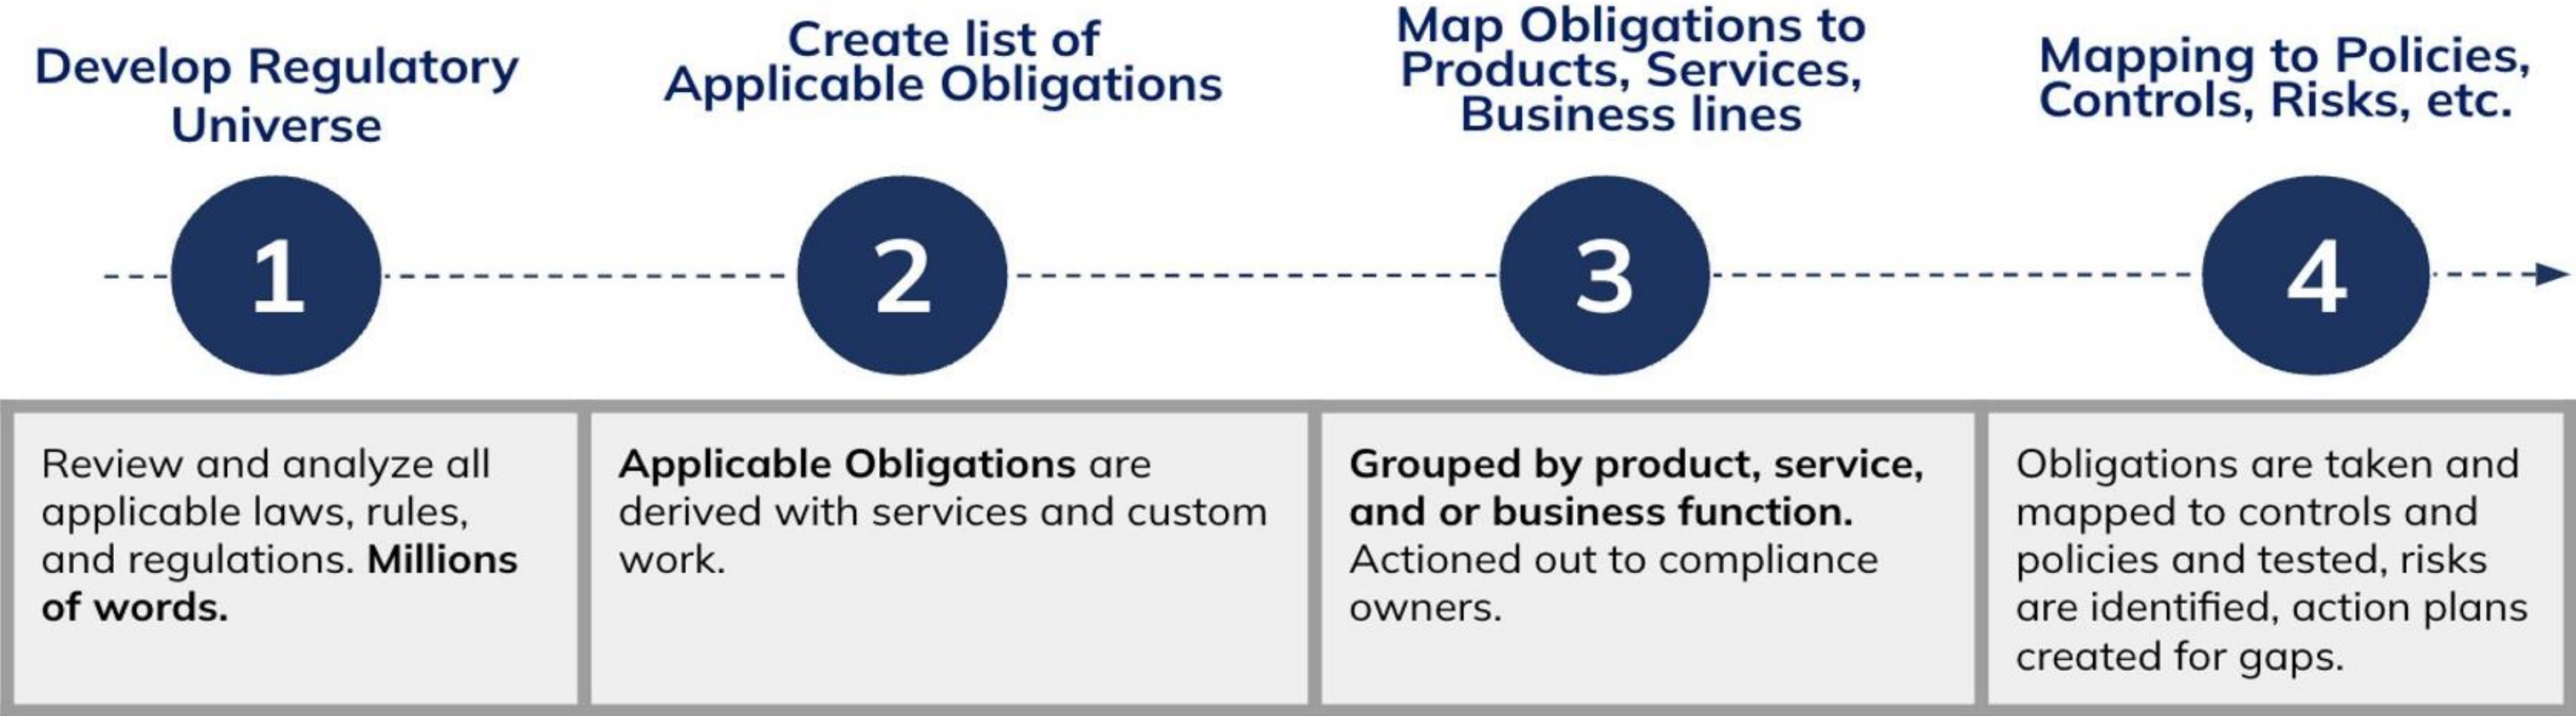 Develop Regulatory
Universe
Create list of
Applicable Obligations
Map Obligations to
Products, Services,
Business lines
Mapping to Policies,
Controls, Risks, etc.
1
2
3
4
Review and analyze all
applicable laws, rules,
and regulations. Millions
of words.
Applicable Obligations are
derived with services and custom
work.
Grouped by product, service,
and or business function.
Actioned out to compliance
owners.
Obligations are taken and
mapped to controls and
policies and tested, risks
are identified, action plans
created for gaps.